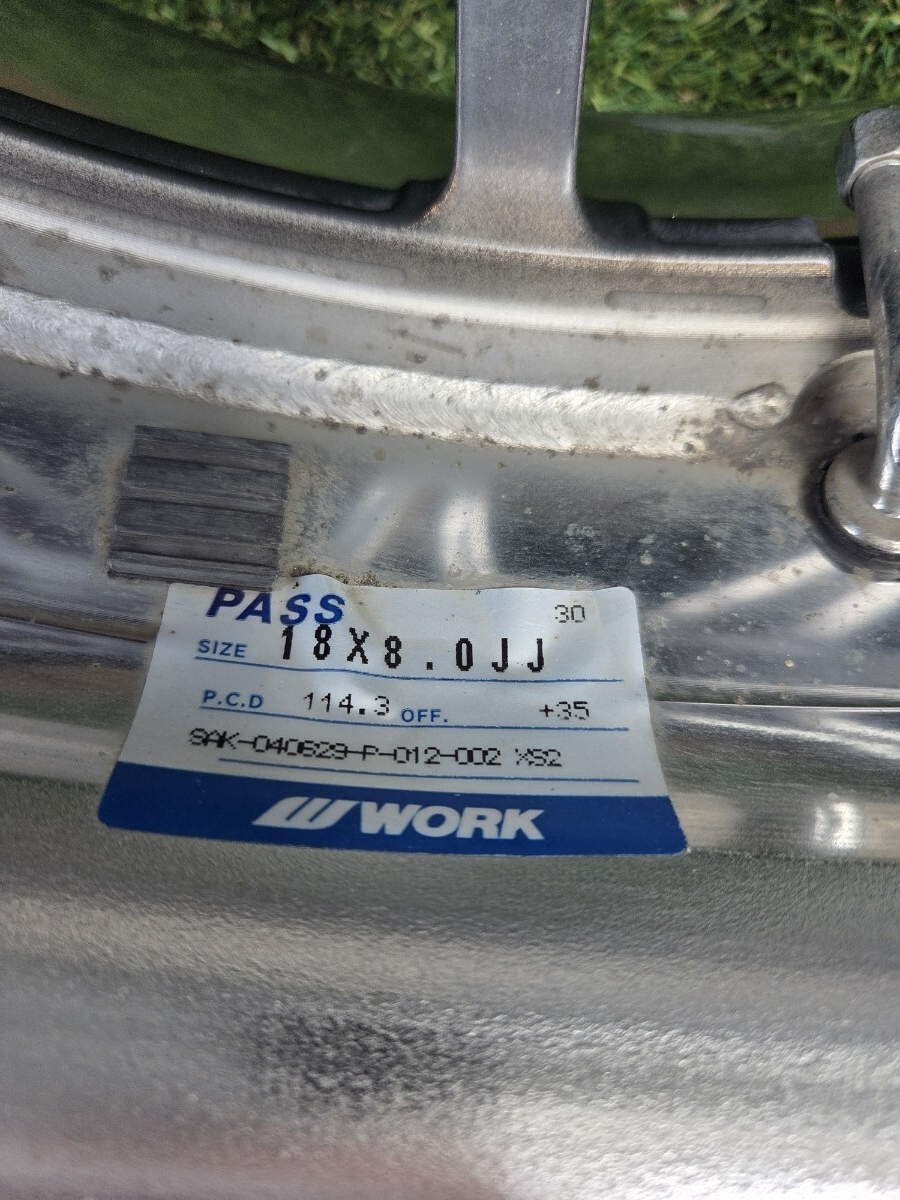 PASS 30
SIZE 18X8.0JJ
P.C.D 114.3 OFF. +35
SAK-040629-P-012-002 XS2
WORK